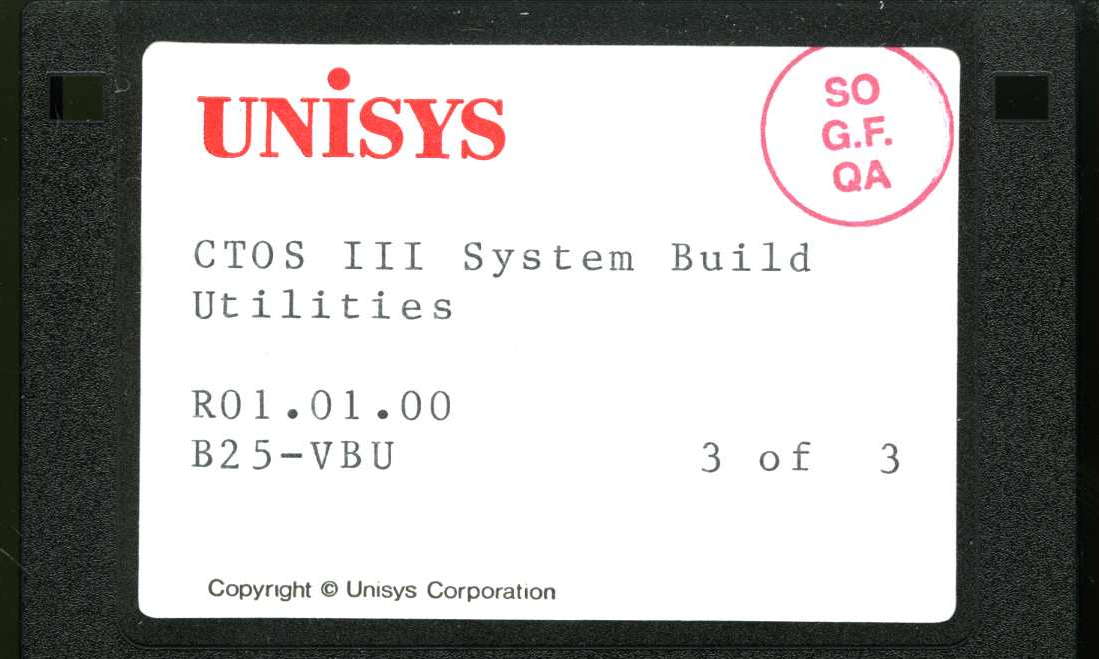 UNiSYS
SO
G.F.
QA
CTOS III System Build
Utilities
R01.01.00
B25-VBU 3 of 3
Copyright © Unisys Corporation